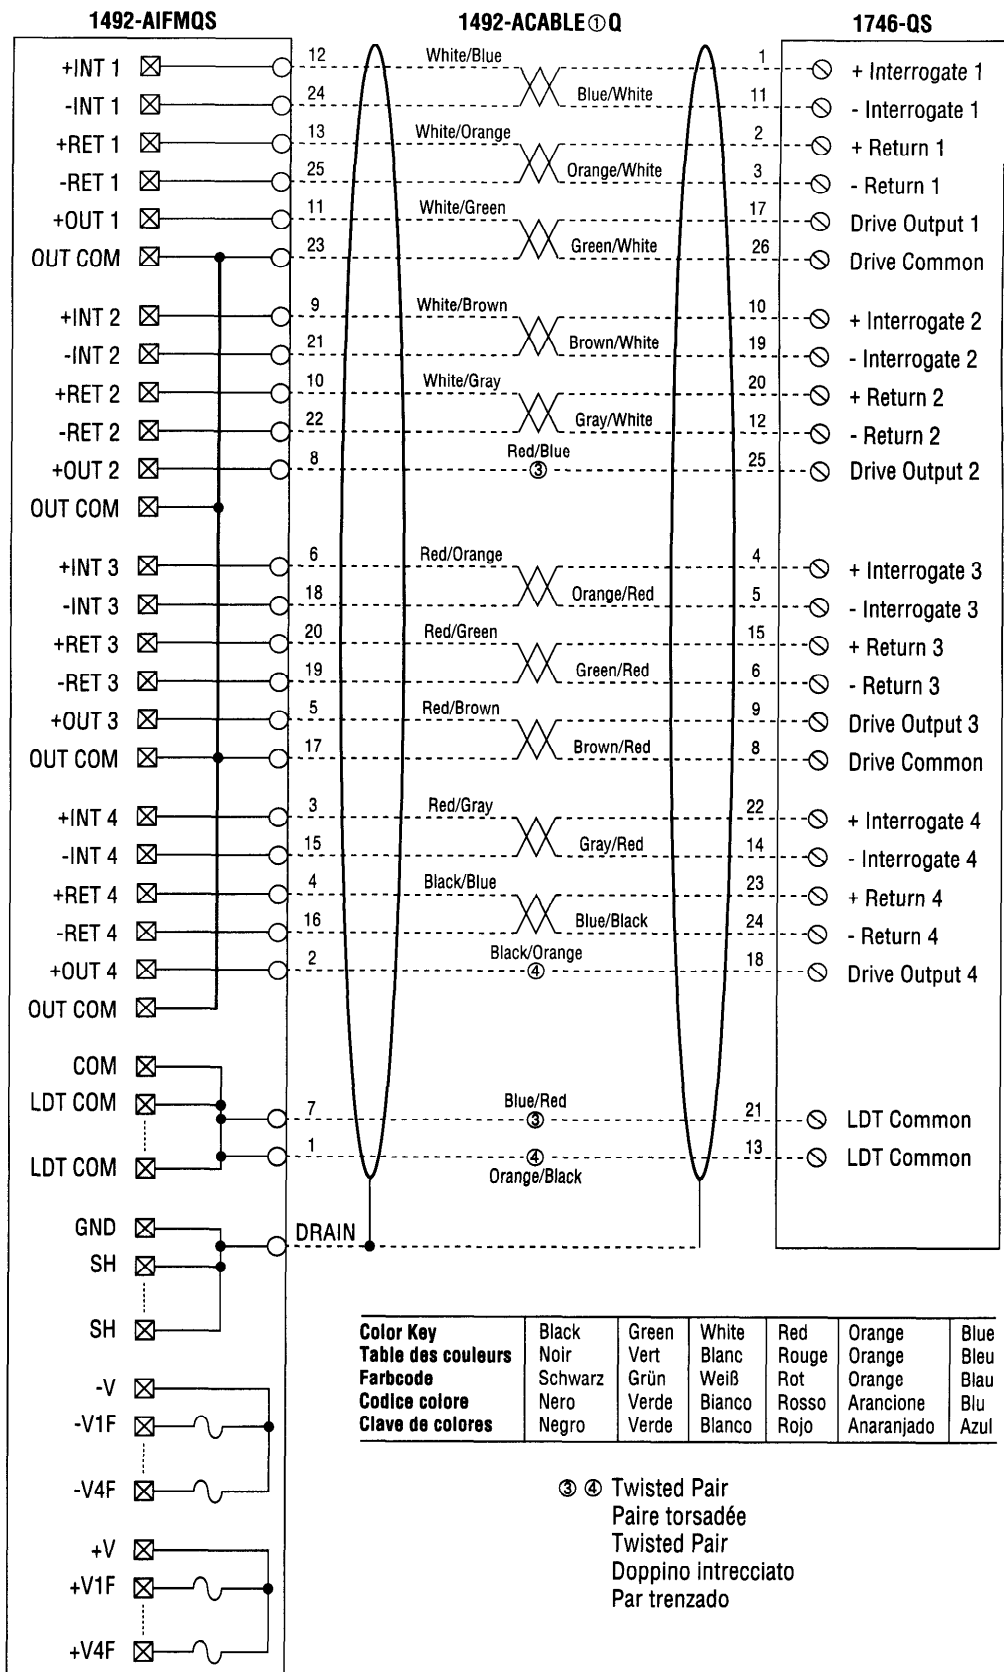 1492-AIFMQS 1492-ACABLE①Q 1746-QS
+INT 1 12 White/Blue 1 + Interrogate 1
-INT 1 24 Blue/White 11 - Interrogate 1
+RET 1 13 White/Orange 2 + Return 1
-RET 1 25 Orange/White 3 - Return 1
+OUT 1 11 White/Green 17 Drive Output 1
OUT COM 23 Green/White 26 Drive Common
+INT 2 9 White/Brown 10 + Interrogate 2
-INT 2 21 Brown/White 19 - Interrogate 2
+RET 2 10 White/Gray 20 + Return 2
-RET 2 22 Gray/White 12 - Return 2
+OUT 2 8 Red/Blue ③ 25 Drive Output 2
OUT COM
+INT 3 6 Red/Orange 4 + Interrogate 3
-INT 3 18 Orange/Red 5 - Interrogate 3
+RET 3 20 Red/Green 15 + Return 3
-RET 3 19 Green/Red 6 - Return 3
+OUT 3 5 Red/Brown 9 Drive Output 3
OUT COM 17 Brown/Red 8 Drive Common
+INT 4 3 Red/Gray 22 + Interrogate 4
-INT 4 15 Gray/Red 14 - Interrogate 4
+RET 4 4 Black/Blue 23 + Return 4
-RET 4 16 Blue/Black 24 - Return 4
+OUT 4 2 Black/Orange ④ 18 Drive Output 4
OUT COM
COM
LDT COM 7 Blue/Red ③ 21 LDT Common
LDT COM 1 ④ Orange/Black 13 LDT Common
GND DRAIN
SH
SH
Color Key Black Green White Red Orange Blue
Table des couleurs Noir Vert Blanc Rouge Orange Bleu
Farbcode Schwarz Grün Weiß Rot Orange Blau
Codice colore Nero Verde Bianco Rosso Arancione Blu
Clave de colores Negro Verde Blanco Rojo Anaranjado Azul
-V
-V1F
-V4F
+V
+V1F
+V4F
③ ④ Twisted Pair
Paire torsadée
Twisted Pair
Doppino intrecciato
Par trenzado